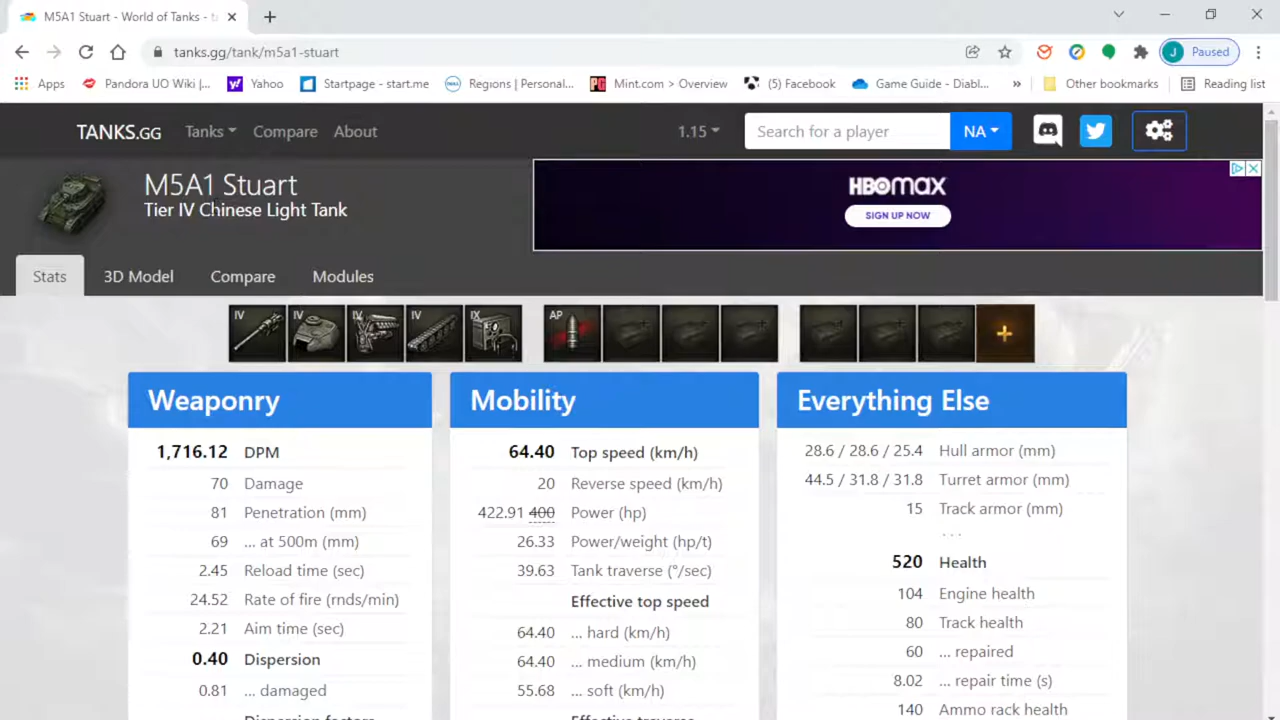 M5A1 Stuart - World of Tanks - t
tanks.gg/tank/m5a1-stuart
J Paused
Apps Pandora UO Wiki |... Yahoo Startpage - start.me Regions | Personal... Mint.com > Overview (5) Facebook Game Guide - Diabl... » Other bookmarks Reading list
TANKS.GG Tanks Compare About 1.15 Search for a player NA
M5A1 Stuart
Tier IV Chinese Light Tank
HBOMAX
SIGN UP NOW
Stats 3D Model Compare Modules
IV IV IV IV IX AP +
Weaponry
1,716.12 DPM
70 Damage
81 Penetration (mm)
69 ... at 500m (mm)
2.45 Reload time (sec)
24.52 Rate of fire (rnds/min)
2.21 Aim time (sec)
0.40 Dispersion
0.81 ... damaged
Dispersion factors
Mobility
64.40 Top speed (km/h)
20 Reverse speed (km/h)
422.91 400 Power (hp)
26.33 Power/weight (hp/t)
39.63 Tank traverse (°/sec)
Effective top speed
64.40 ... hard (km/h)
64.40 ... medium (km/h)
55.68 ... soft (km/h)
Effective traverse
Everything Else
28.6 / 28.6 / 25.4 Hull armor (mm)
44.5 / 31.8 / 31.8 Turret armor (mm)
15 Track armor (mm)
...
520 Health
104 Engine health
80 Track health
60 ... repaired
8.02 ... repair time (s)
140 Ammo rack health